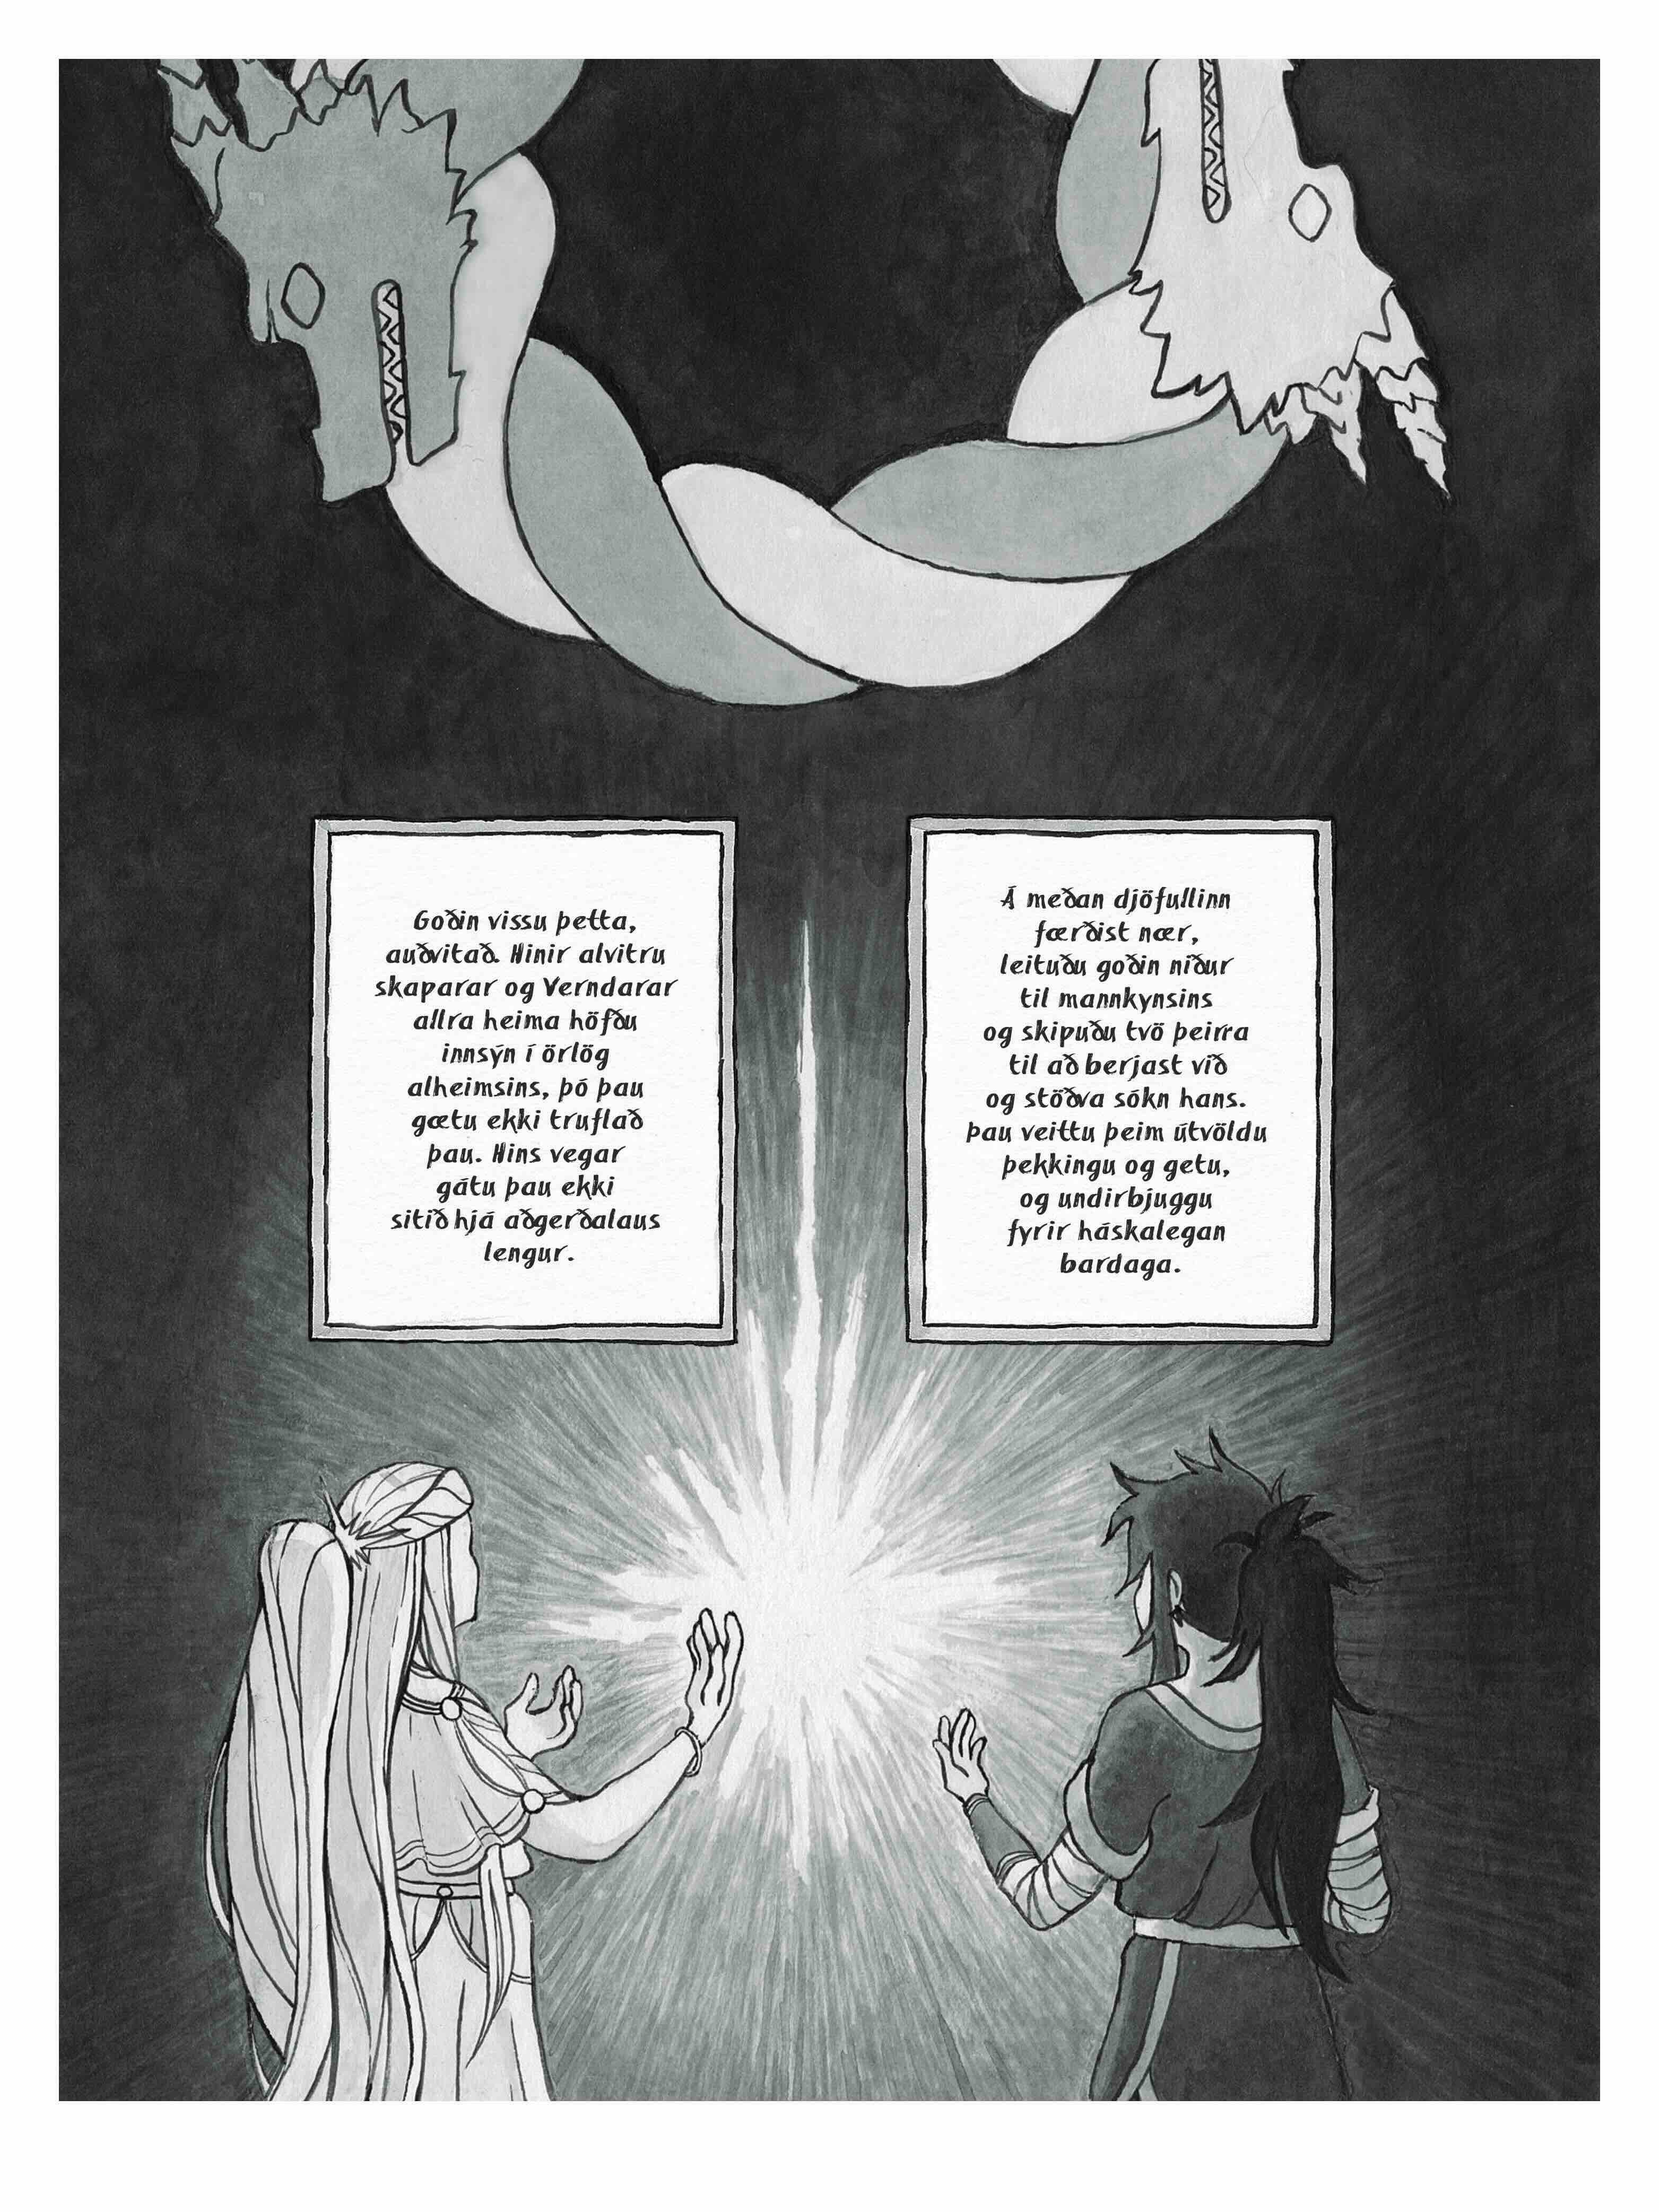 Goðin vissu þetta,
auðvitað. Hinir alvitru
skaparar og Verndarar
allra heima höfðu
innsýn í örlög
alheimsins, þó þau
gætu ekki truflað
þau. Hins vegar
gátu þau ekki
sitið hjá aðgerðalaus
lengur.
Á meðan djöfullinn
færðist nær,
leituðu goðin niður
til mannkynsins
og skipuðu tvö þeirra
til að berjast við
og stöðva sókn hans.
Þau veittu þeim útvöldu
þekkingu og getu,
og undirbjuggu
fyrir háskalegan
bardaga.